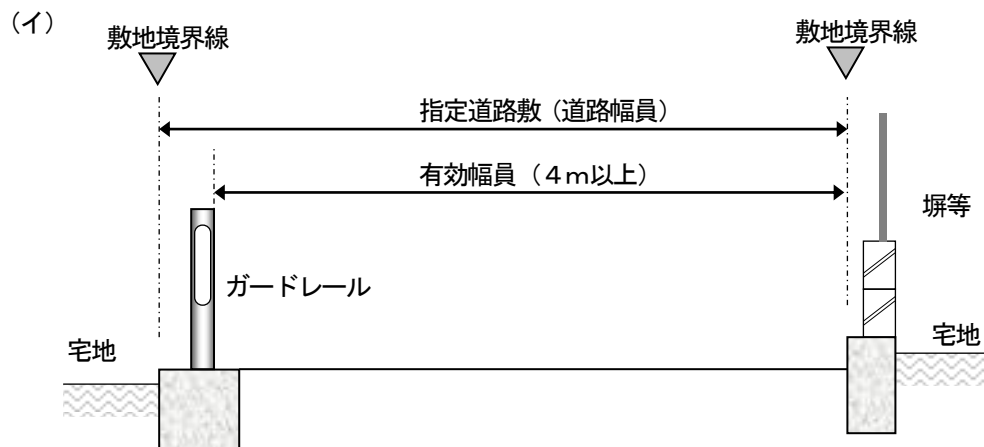 （イ）
敷地境界線
敷地境界線
指定道路敷（道路幅員）
有効幅員（４ｍ以上）
塀等
ガードレール
宅地
宅地